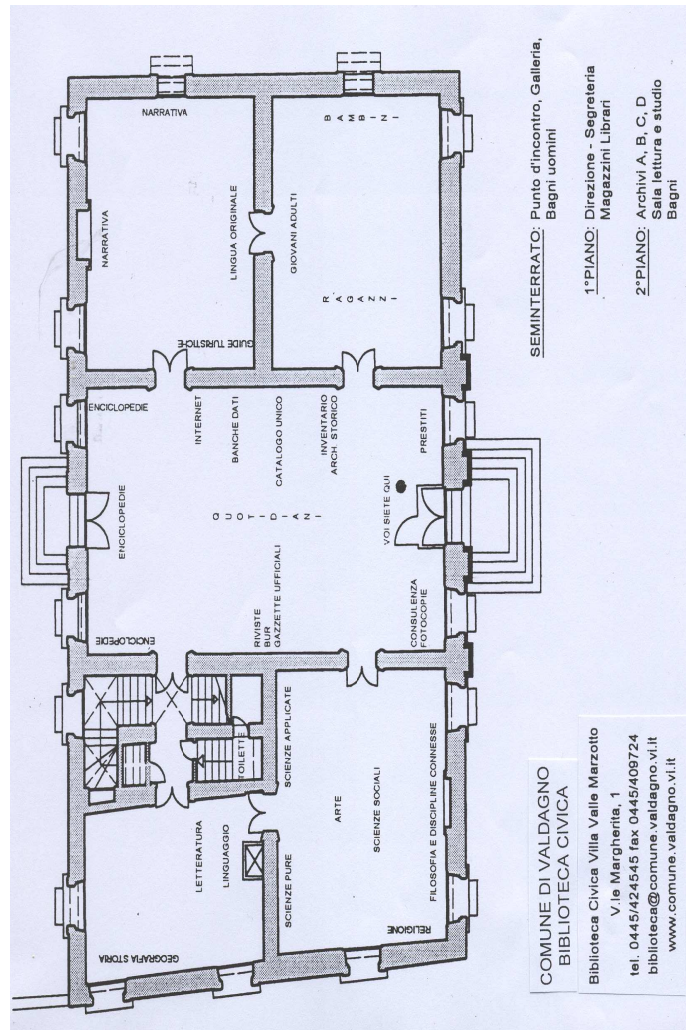 COMUNE DI VALDAGNO
BIBLIOTECA CIVICA
Biblioteca Civica Villa Valle Marzotto
V.le Margherita, 1
tel. 0445/424545 fax 0445/409724
biblioteca@comune.valdagno.vi.it
www.comune.valdagno.vi.it
SEMINTERRATO: Punto d'incontro, Galleria,
Bagni uomini
1°PIANO: Direzione - Segreteria
Magazzini Librari
2°PIANO: Archivi A, B, C, D
Sala lettura e studio
Bagni
GEOGRAFIA STORIA
LETTERATURA
LINGUAGGIO
TOILETTE
SCIENZE PURE
SCIENZE APPLICATE
ARTE
SCIENZE SOCIALI
RELIGIONE
FILOSOFIA E DISCIPLINE CONNESSE
ENCICLOPEDIE
ENCICLOPEDIE
ENCICLOPEDIE
RIVISTE
BUR
GAZZETTE UFFICIALI
QUOTIDIANI
INTERNET
BANCHE DATI
CATALOGO UNICO
INVENTARIO
ARCH. STORICO
CONSULENZA
FOTOCOPIE
VOI SIETE QUI
PRESTITI
NARRATIVA
NARRATIVA
LINGUA ORIGINALE
GUIDE TURISTICHE
GIOVANI ADULTI
RAGAZZI
BAMBINI